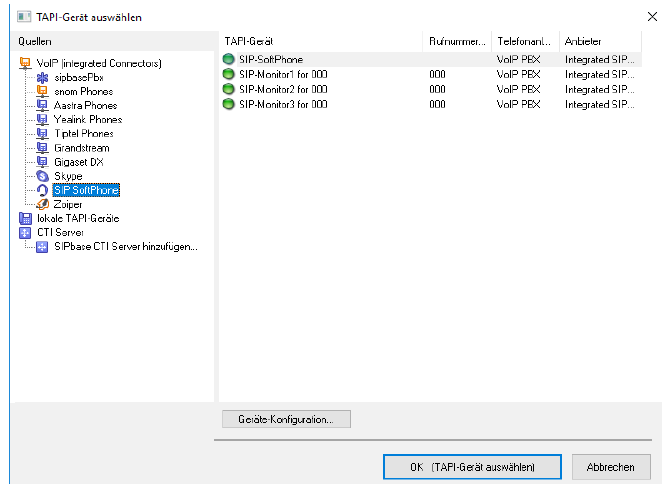 TAPI-Gerät auswählen
Quellen
VoIP (integrated Connectors)
sipbasePbx
snom Phones
Aastra Phones
Yealink Phones
Tiptel Phones
Grandstream
Gigaset DX
Skype
SIP SoftPhone
Zoiper
lokale TAPI-Geräte
CTI Server
SIPbase CTI Server hinzufügen...
TAPI-Gerät Rufnummer... Telefonanl... Anbieter
SIP-SoftPhone VoIP PBX Integrated SIP...
SIP-Monitor1 for 000 000 VoIP PBX Integrated SIP...
SIP-Monitor2 for 000 000 VoIP PBX Integrated SIP...
SIP-Monitor3 for 000 000 VoIP PBX Integrated SIP...
Geräte-Konfiguration...
OK (TAPI-Gerät auswählen) Abbrechen